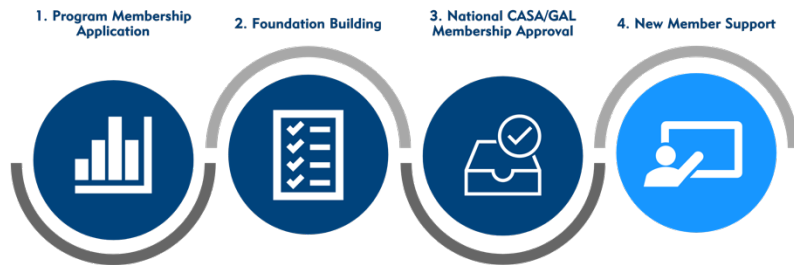 1. Program Membership
Application
2. Foundation Building
3. National CASA/GAL
Membership Approval
4. New Member Support